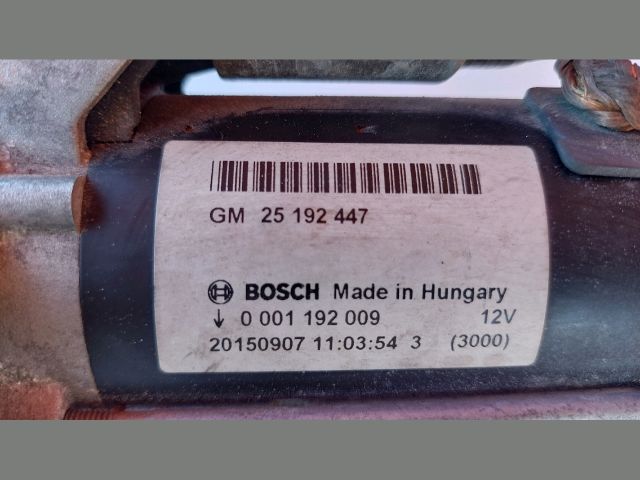 GM 25 192 447
BOSCH Made in Hungary
↓ 0 001 192 009 12V
20150907 11:03:54 3 (3000)